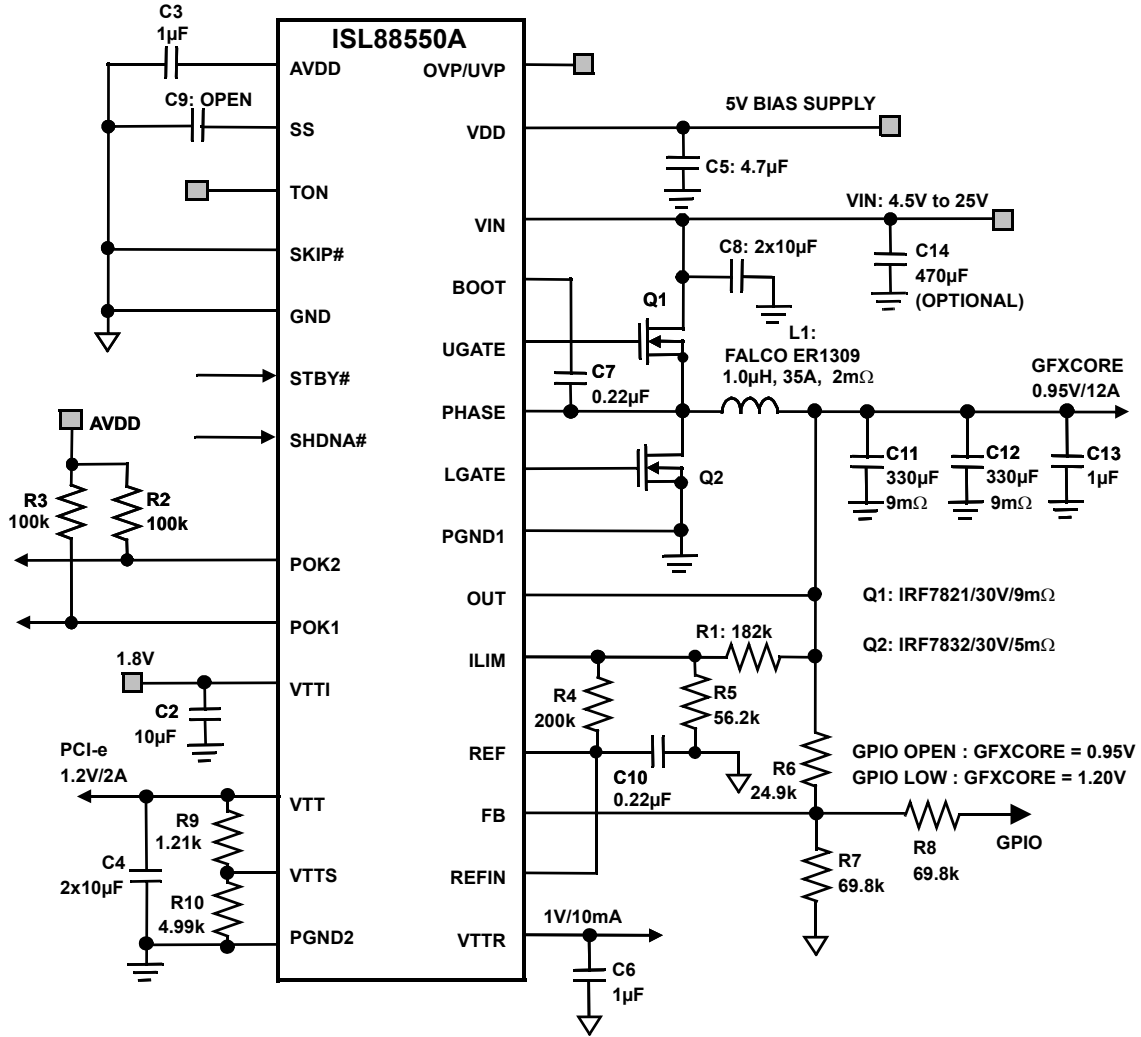 C3
1µF
ISL88550A
AVDD
OVP/UVP
C9: OPEN
SS
5V BIAS SUPPLY
VDD
C5: 4.7µF
TON
VIN: 4.5V to 25V
VIN
SKIP#
C8: 2x10µF
C14
470µF
(OPTIONAL)
BOOT
Q1
GND
L1:
FALCO ER1309
1.0µH, 35A, 2mΩ
UGATE
STBY#
C7
0.22µF
GFXCORE
0.95V/12A
PHASE
AVDD
SHDNA#
C11
330µF
9mΩ
C12
330µF
9mΩ
C13
1µF
LGATE
Q2
R3
100k
R2
100k
PGND1
POK2
OUT
Q1: IRF7821/30V/9mΩ
POK1
R1: 182k
Q2: IRF7832/30V/5mΩ
ILIM
1.8V
VTTI
R4
200k
R5
56.2k
C2
10µF
REF
C10
0.22µF
R6
24.9k
GPIO OPEN : GFXCORE = 0.95V
GPIO LOW : GFXCORE = 1.20V
PCI-e
1.2V/2A
VTT
FB
R9
1.21k
R8
69.8k
GPIO
C4
2x10µF
VTTS
REFIN
R7
69.8k
R10
4.99k
PGND2
1V/10mA
VTTR
C6
1µF